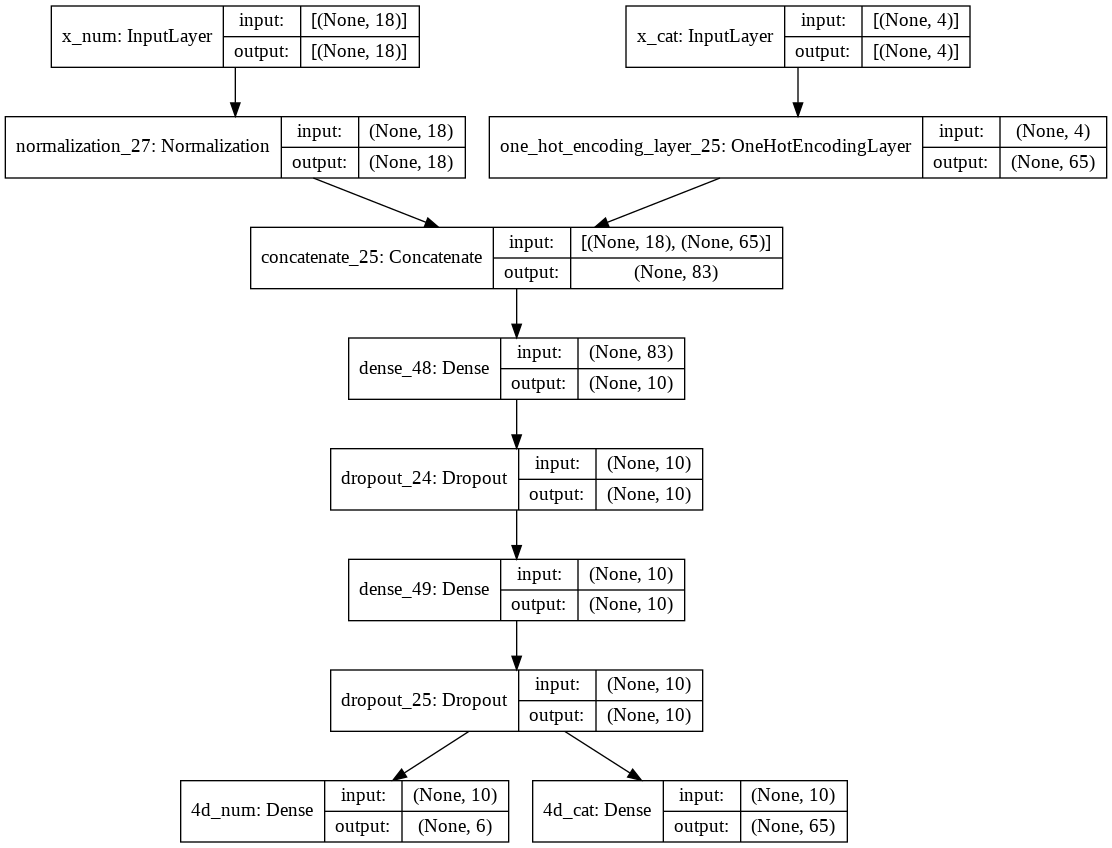 x_num: InputLayer
input: [(None, 18)]
output: [(None, 18)]
x_cat: InputLayer
input: [(None, 4)]
output: [(None, 4)]
normalization_27: Normalization
input: (None, 18)
output: (None, 18)
one_hot_encoding_layer_25: OneHotEncodingLayer
input: (None, 4)
output: (None, 65)
concatenate_25: Concatenate
input: [(None, 18), (None, 65)]
output: (None, 83)
dense_48: Dense
input: (None, 83)
output: (None, 10)
dropout_24: Dropout
input: (None, 10)
output: (None, 10)
dense_49: Dense
input: (None, 10)
output: (None, 10)
dropout_25: Dropout
input: (None, 10)
output: (None, 10)
4d_num: Dense
input: (None, 10)
output: (None, 6)
4d_cat: Dense
input: (None, 10)
output: (None, 65)